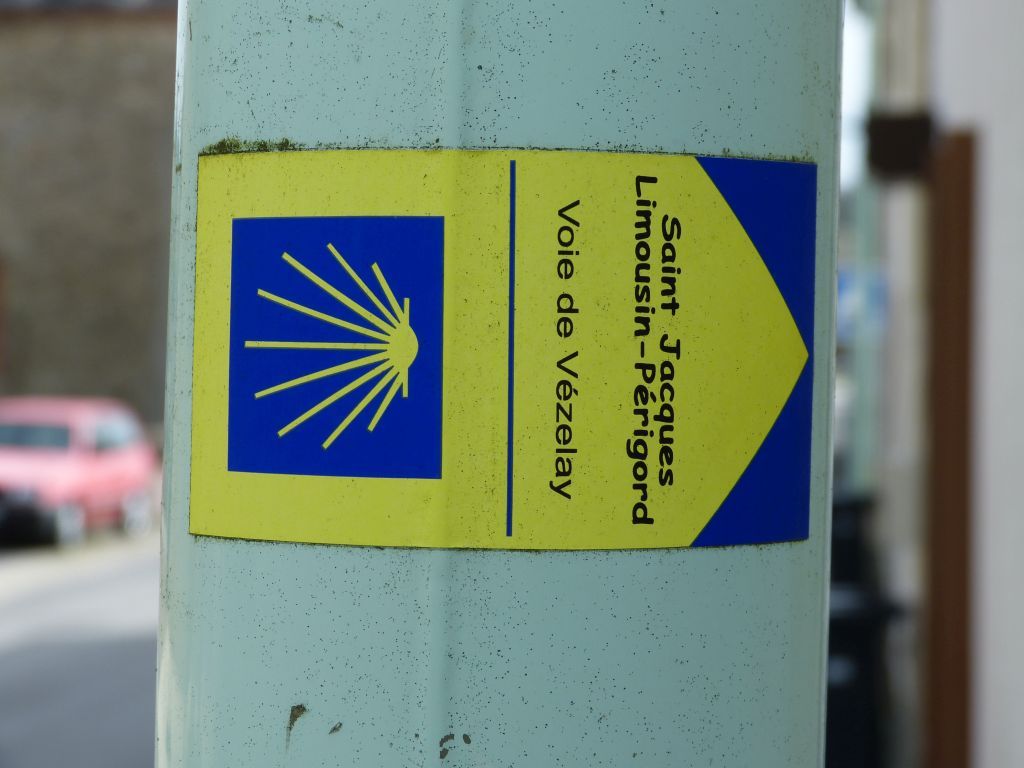 Saint Jacques
Limousin-Périgord
Voie de Vézelay